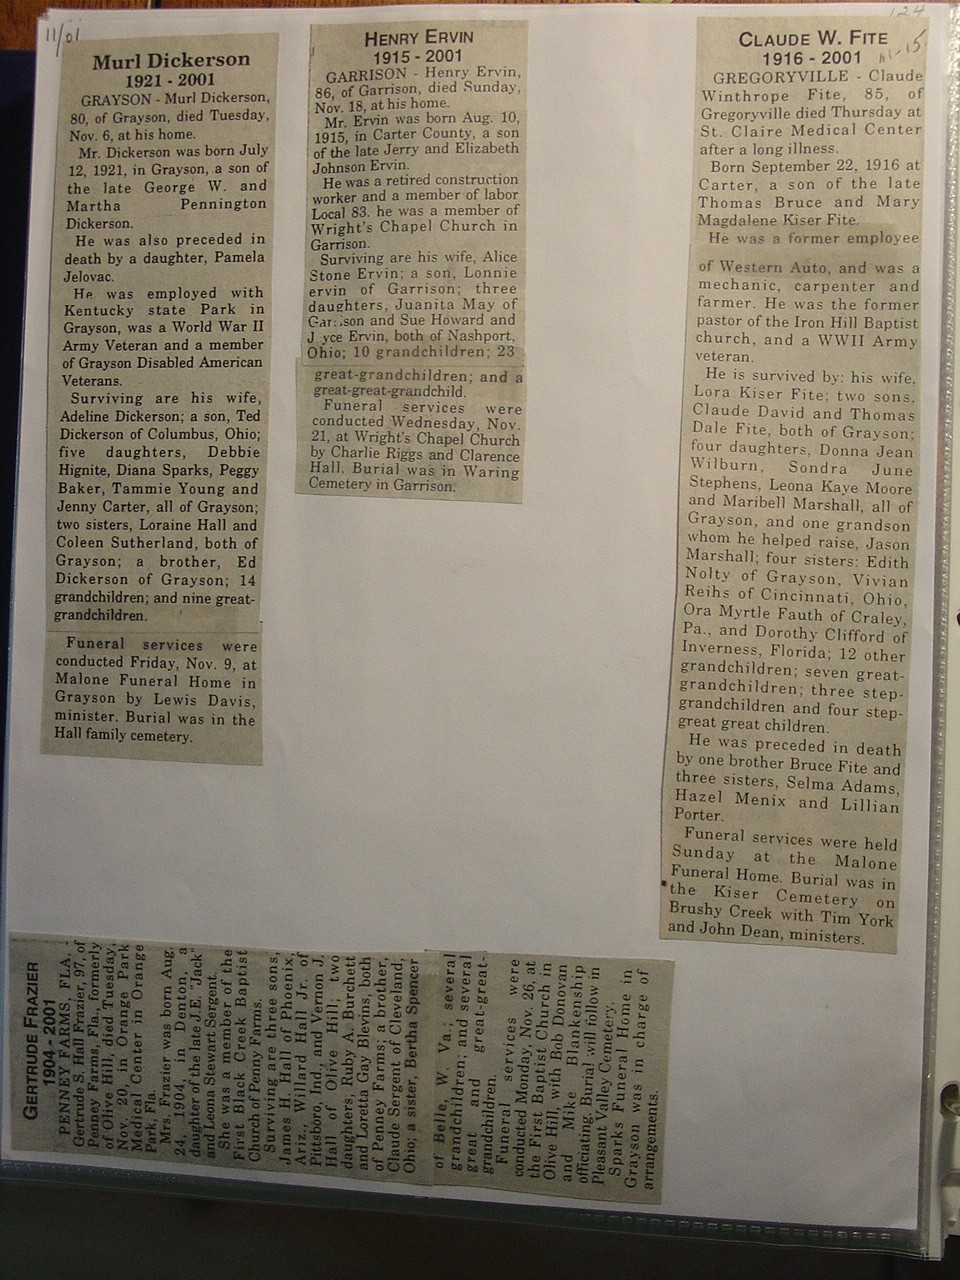 11/01
124
Murl Dickerson
1921 - 2001
GRAYSON - Murl Dickerson,
80, of Grayson, died Tuesday,
Nov. 6, at his home.
Mr. Dickerson was born July
12, 1921, in Grayson, a son of
the late George W. and
Martha Pennington
Dickerson.
He was also preceded in
death by a daughter, Pamela
Jelovac.
He was employed with
Kentucky state Park in
Grayson, was a World War II
Army Veteran and a member
of Grayson Disabled American
Veterans.
Surviving are his wife,
Adeline Dickerson; a son, Ted
Dickerson of Columbus, Ohio;
five daughters, Debbie
Hignite, Diana Sparks, Peggy
Baker, Tammie Young and
Jenny Carter, all of Grayson;
two sisters, Loraine Hall and
Coleen Sutherland, both of
Grayson; a brother, Ed
Dickerson of Grayson; 14
grandchildren; and nine great-
grandchildren.
Funeral services were
conducted Friday, Nov. 9, at
Malone Funeral Home in
Grayson by Lewis Davis,
minister. Burial was in the
Hall family cemetery.
HENRY ERVIN
1915 - 2001
GARRISON - Henry Ervin,
86, of Garrison, died Sunday,
Nov. 18, at his home.
Mr. Ervin was born Aug. 10,
1915, in Carter County, a son
of the late Jerry and Elizabeth
Johnson Ervin.
He was a retired construction
worker and a member of labor
Local 83. he was a member of
Wright's Chapel Church in
Garrison.
Surviving are his wife, Alice
Stone Ervin; a son, Lonnie
ervin of Garrison; three
daughters, Juanita May of
Garrison and Sue Howard and
J yce Ervin, both of Nashport,
Ohio; 10 grandchildren; 23
great-grandchildren; and a
great-great-grandchild.
Funeral services were
conducted Wednesday, Nov.
21, at Wright's Chapel Church
by Charlie Riggs and Clarence
Hall. Burial was in Waring
Cemetery in Garrison.
CLAUDE W. FITE
1916 - 2001 11-15
GREGORYVILLE - Claude
Winthrope Fite, 85, of
Gregoryville died Thursday at
St. Claire Medical Center
after a long illness.
Born September 22, 1916 at
Carter, a son of the late
Thomas Bruce and Mary
Magdalene Kiser Fite.
He was a former employee
of Western Auto, and was a
mechanic, carpenter and
farmer. He was the former
pastor of the Iron Hill Baptist
church, and a WWII Army
veteran.
He is survived by: his wife,
Lora Kiser Fite; two sons,
Claude David and Thomas
Dale Fite, both of Grayson;
four daughters, Donna Jean
Wilburn, Sondra June
Stephens, Leona Kaye Moore
and Maribell Marshall, all of
Grayson, and one grandson
whom he helped raise, Jason
Marshall; four sisters: Edith
Nolty of Grayson, Vivian
Reihs of Cincinnati, Ohio,
Ora Myrtle Fauth of Craley,
Pa., and Dorothy Clifford of
Inverness, Florida; 12 other
grandchildren; seven great-
grandchildren; three step-
grandchildren and four step-
great great children.
He was preceded in death
by one brother Bruce Fite and
three sisters, Selma Adams,
Hazel Menix and Lillian
Porter.
Funeral services were held
Sunday at the Malone
Funeral Home. Burial was in
the Kiser Cemetery on
Brushy Creek with Tim York
and John Dean, ministers.
GERTRUDE FRAZIER
1904 - 2001
PENNEY FARMS, FLA. -
Gertrude S. Hall Frazier, 97, of
Penney Farms, Fla., formerly
of Olive Hill, died Tuesday,
Nov. 20, in Orange Park
Medical Center in Orange
Park, Fla.
Mrs. Frazier was born Aug.
24, 1904, in Denton, a
daughter of the late J.E. "Jack"
and Leona Stewart Sergent.
She was a member of the
First Black Creek Baptist
Church of Penny Farms.
Surviving are three sons,
James H. Hall of Phoenix,
Ariz., Willard Hall Jr. of
Pittsboro, Ind., and Vernon J.
Hall of Olive Hill; two
daughters, Ruby A. Burchett
and Loretta Gay Blevins, both
of Penney Farms; a brother,
Claude Sergent of Cleveland,
Ohio; a sister, Bertha Spencer
of Belle, W. Va.; several
grandchildren; and several
great and great-great-
grandchildren.
Funeral services were
conducted Monday, Nov. 26, at
the First Baptist Church in
Olive Hill, with Bob Donovan
and Mike Blankenship
officiating. Burial will follow in
Pleasant Valley Cemetery.
Sparks Funeral Home in
Grayson was in charge of
arrangements.